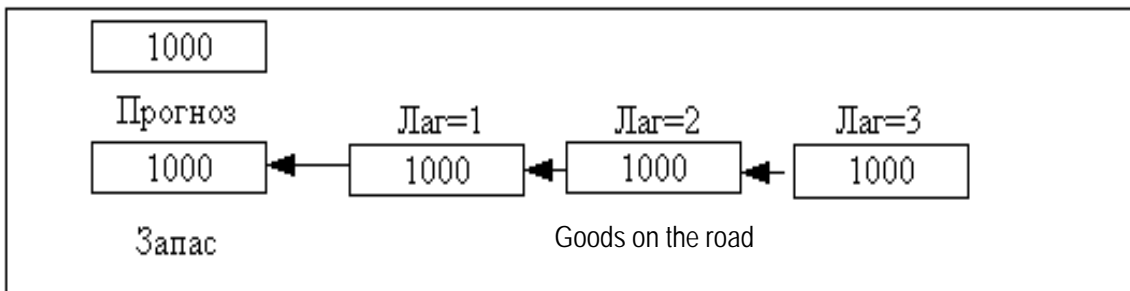 1000
Прогноз
Лаг=1 Лаг=2 Лаг=3
1000 1000 1000 1000
Запас
Goods on the road